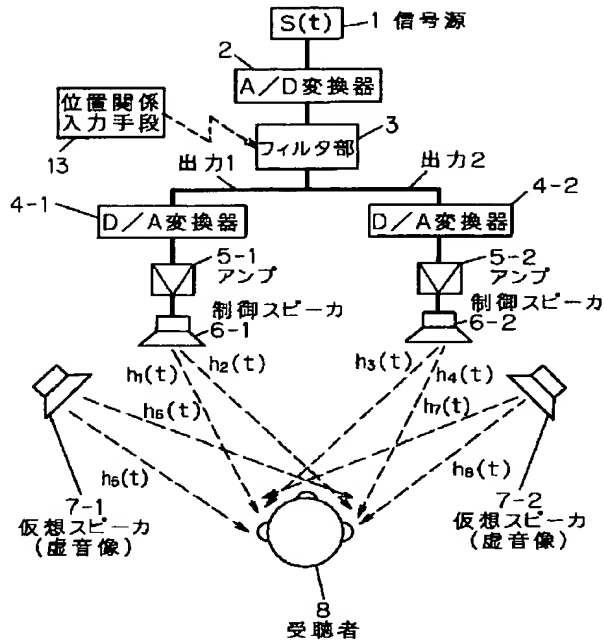 S(t)
1 信号源
2
A/D変換器
位置関係
入力手段
13
3
フィルタ部
出力1
出力2
4-1
D/A変換器
4-2
D/A変換器
5-1
アンプ
5-2
アンプ
制御スピーカ
6-1
制御スピーカ
6-2
h₁(t)
h₂(t)
h₃(t)
h₄(t)
h₆(t)
h₇(t)
h₅(t)
h₈(t)
7-1
仮想スピーカ
(虚音像)
7-2
仮想スピーカ
(虚音像)
8
受聴者